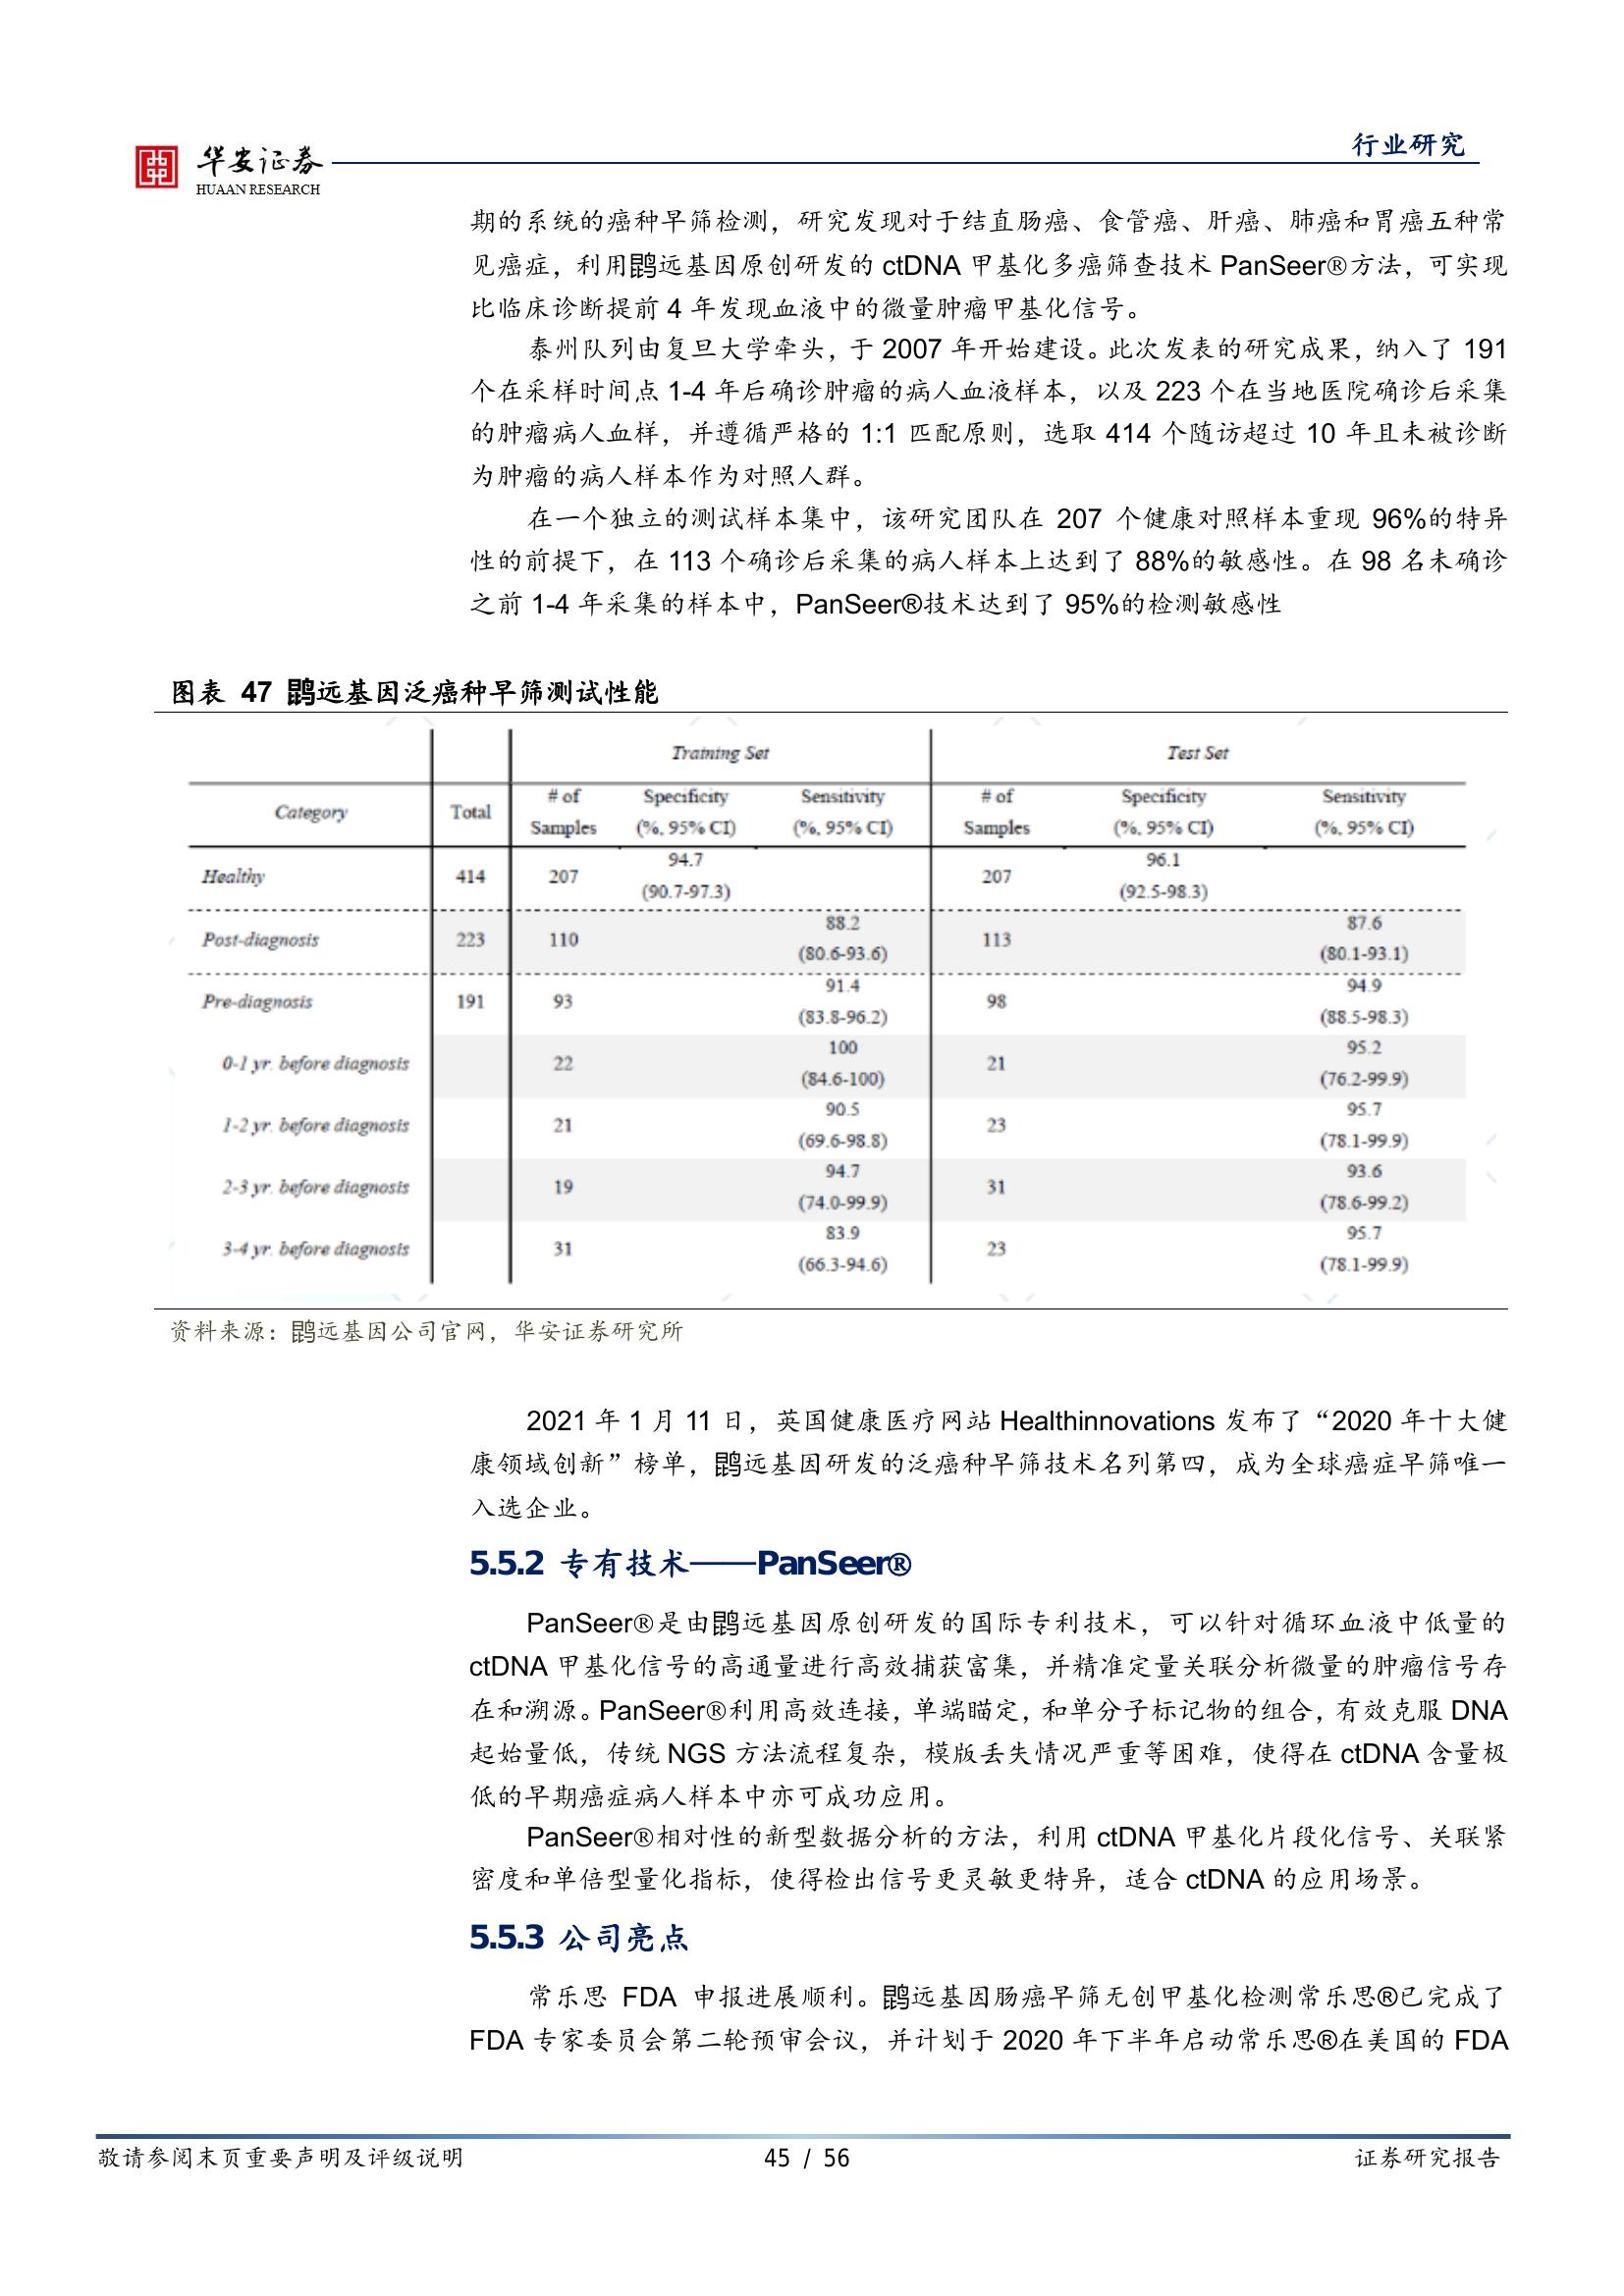 华安证券
HUAAN RESEARCH
行业研究
期的系统的癌种早筛检测，研究发现对于结直肠癌、食管癌、肝癌、肺癌和胃癌五种常
见癌症，利用鹍远基因原创研发的 ctDNA 甲基化多癌筛查技术 PanSeer®方法，可实现
比临床诊断提前 4 年发现血液中的微量肿瘤甲基化信号。
泰州队列由复旦大学牵头，于 2007 年开始建设。此次发表的研究成果，纳入了 191
个在采样时间点 1-4 年后确诊肿瘤的病人血液样本，以及 223 个在当地医院确诊后采集
的肿瘤病人血样，并遵循严格的 1:1 匹配原则，选取 414 个随访超过 10 年且未被诊断
为肿瘤的病人样本作为对照人群。
在一个独立的测试样本集中，该研究团队在 207 个健康对照样本重现 96%的特异
性的前提下，在 113 个确诊后采集的病人样本上达到了 88%的敏感性。在 98 名未确诊
之前 1-4 年采集的样本中，PanSeer®技术达到了 95%的检测敏感性
图表 47 鹍远基因泛癌种早筛测试性能
Training Set Test Set
# of Specificity Sensitivity # of Specificity Sensitivity
Category Total
Samples (%, 95% CI) (%, 95% CI) Samples (%, 95% CI) (%, 95% CI)
94.7 96.1
Healthy 414 207 207
(90.7-97.3) (92.5-98.3)
88.2 87.6
Post-diagnosis 223 110 113
(80.6-93.6) (80.1-93.1)
91.4 94.9
Pre-diagnosis 191 93 98
(83.8-96.2) (88.5-98.3)
100 95.2
0-1 yr. before diagnosis 22 21
(84.6-100) (76.2-99.9)
90.5 95.7
1-2 yr. before diagnosis 21 23
(69.6-98.8) (78.1-99.9)
94.7 93.6
2-3 yr. before diagnosis 19 31
(74.0-99.9) (78.6-99.2)
83.9 95.7
3-4 yr. before diagnosis 31 23
(66.3-94.6) (78.1-99.9)
资料来源：鹍远基因公司官网，华安证券研究所
2021 年 1 月 11 日，英国健康医疗网站 Healthinnovations 发布了“2020 年十大健
康领域创新”榜单，鹍远基因研发的泛癌种早筛技术名列第四，成为全球癌症早筛唯一
入选企业。
5.5.2 专有技术——PanSeer®
PanSeer®是由鹍远基因原创研发的国际专利技术，可以针对循环血液中低量的
ctDNA 甲基化信号的高通量进行高效捕获富集，并精准定量关联分析微量的肿瘤信号存
在和溯源。PanSeer®利用高效连接，单端瞄定，和单分子标记物的组合，有效克服 DNA
起始量低，传统 NGS 方法流程复杂，模版丢失情况严重等困难，使得在 ctDNA 含量极
低的早期癌症病人样本中亦可成功应用。
PanSeer®相对性的新型数据分析的方法，利用 ctDNA 甲基化片段化信号、关联紧
密度和单倍型量化指标，使得检出信号更灵敏更特异，适合 ctDNA 的应用场景。
5.5.3 公司亮点
常乐思 FDA 申报进展顺利。鹍远基因肠癌早筛无创甲基化检测常乐思®已完成了
FDA 专家委员会第二轮预审会议，并计划于 2020 年下半年启动常乐思®在美国的 FDA
敬请参阅末页重要声明及评级说明
45 / 56
证券研究报告